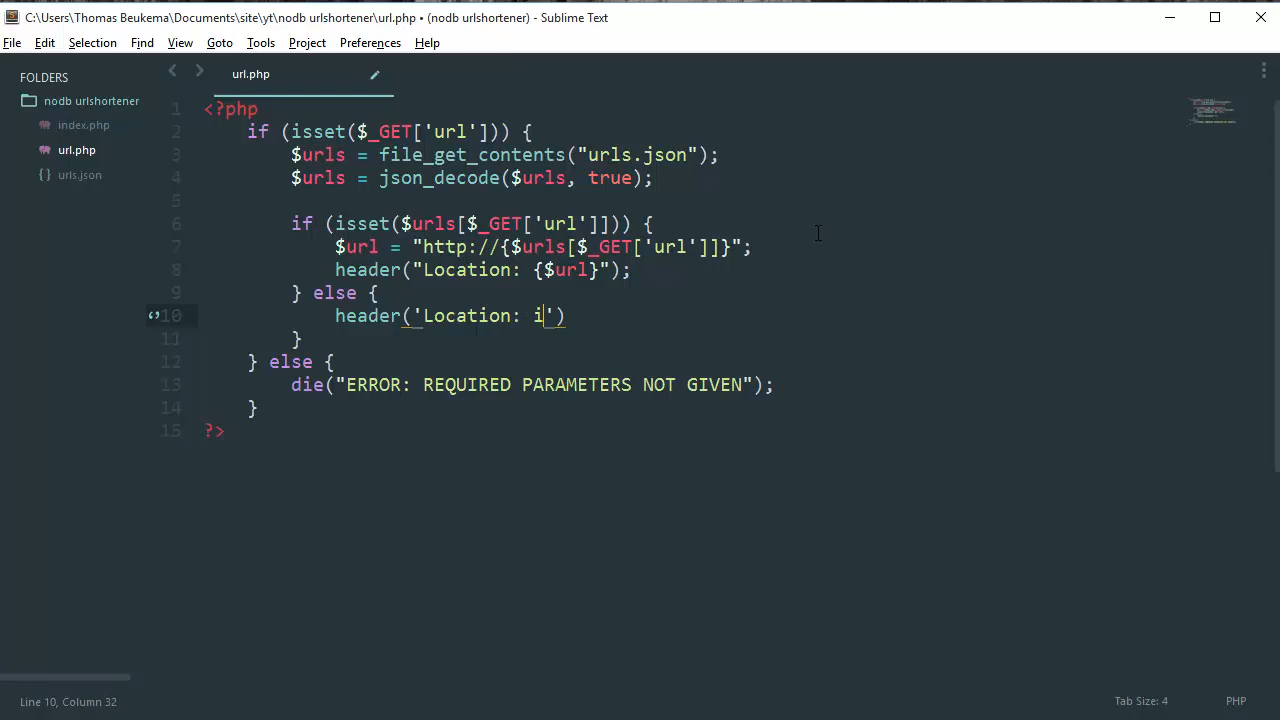 C:\Users\Thomas Beukema\Documents\site\yt\nodb urlshortener\url.php • (nodb urlshortener) - Sublime Text
File Edit Selection Find View Goto Tools Project Preferences Help
FOLDERS
nodb urlshortener
index.php
url.php
{ } urls.json
url.php
1 <?php
2 if (isset($_GET['url'])) {
3 $urls = file_get_contents("urls.json");
4 $urls = json_decode($urls, true);
5
6 if (isset($urls[$_GET['url']])) {
7 $url = "http://{$urls[$_GET['url']]}";
8 header("Location: {$url}");
9 } else {
10 header('Location: i')
11 }
12 } else {
13 die("ERROR: REQUIRED PARAMETERS NOT GIVEN");
14 }
15 ?>
Line 10, Column 32
Tab Size: 4
PHP